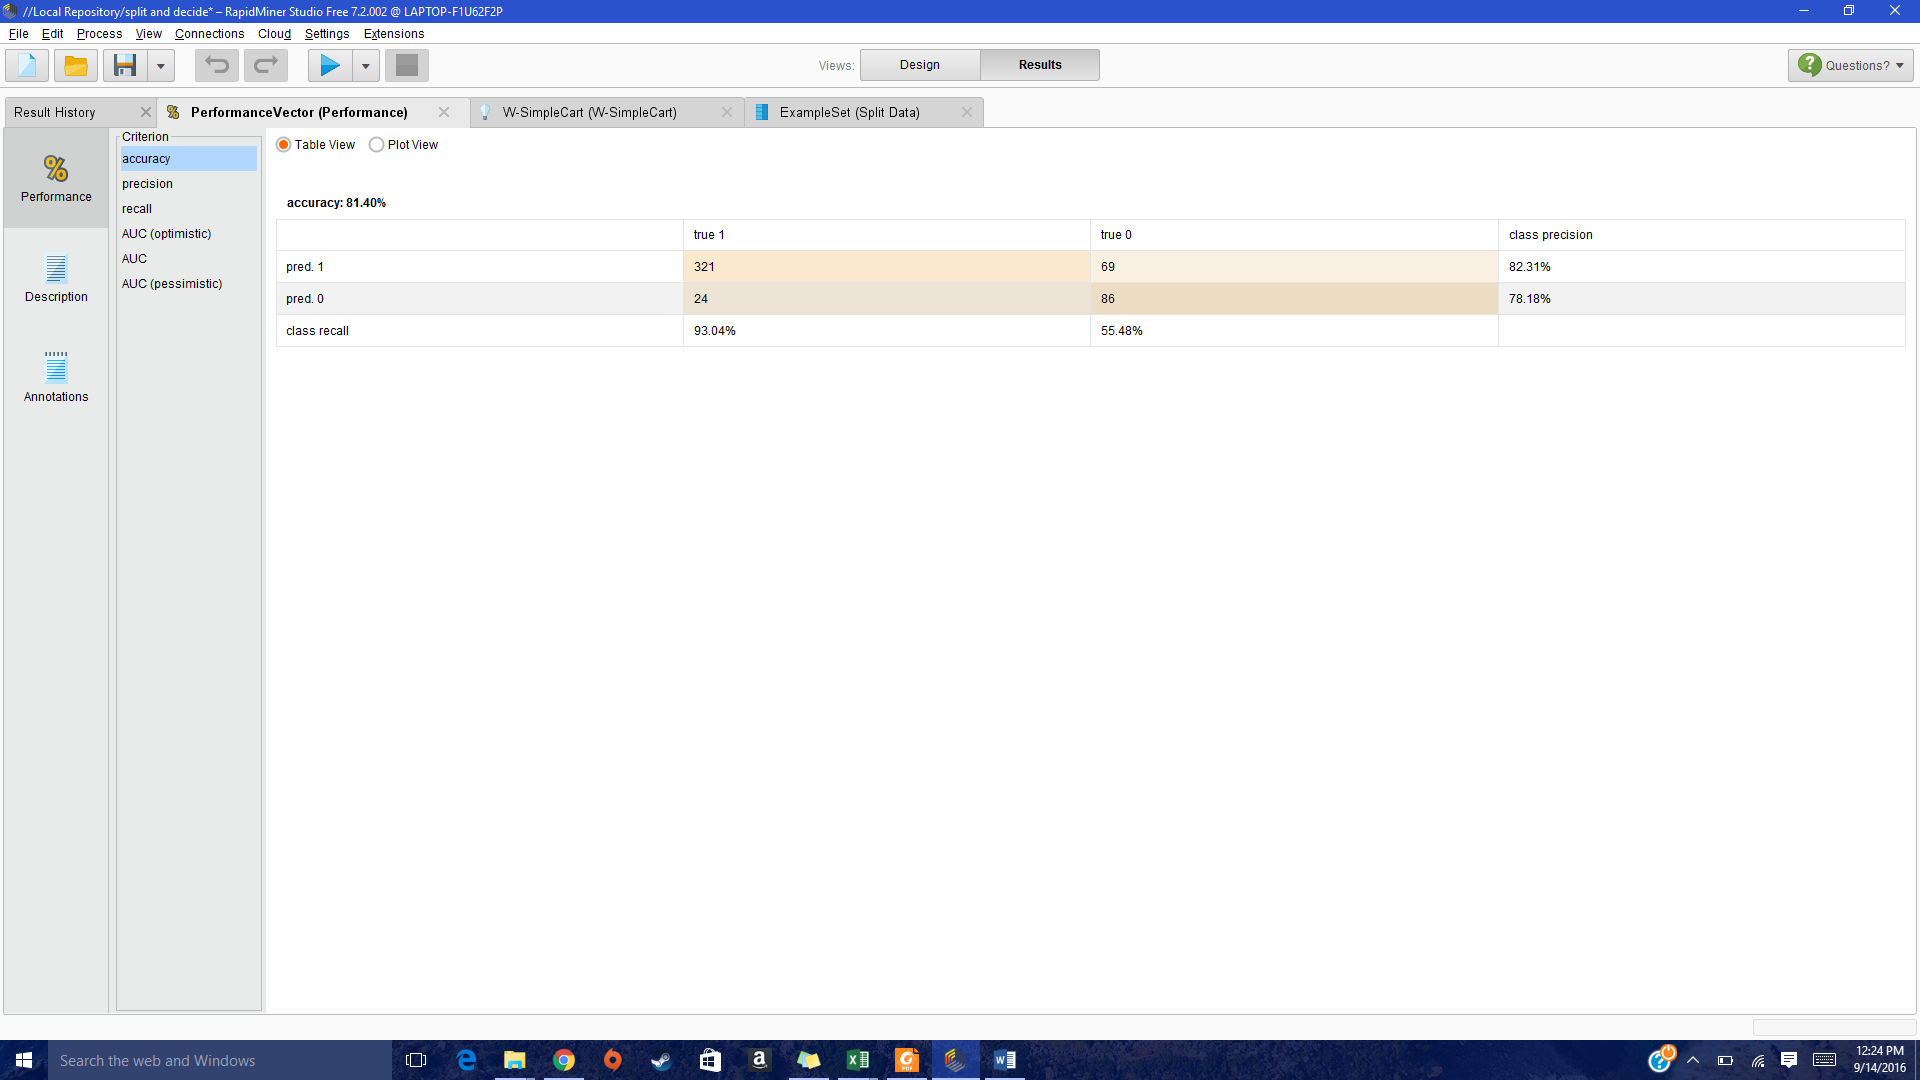 //Local Repository/split and decide* – RapidMiner Studio Free 7.2.002 @ LAPTOP-F1U62F2P
File Edit Process View Connections Cloud Settings Extensions
Views: Design Results
? Questions?
Result History % PerformanceVector (Performance) W-SimpleCart (W-SimpleCart) ExampleSet (Split Data)
%
Performance
Description
Annotations
Criterion
accuracy
precision
recall
AUC (optimistic)
AUC
AUC (pessimistic)
Table View Plot View
accuracy: 81.40%
true 1 true 0 class precision
pred. 1 321 69 82.31%
pred. 0 24 86 78.18%
class recall 93.04% 55.48%
Search the web and Windows
12:24 PM
9/14/2016